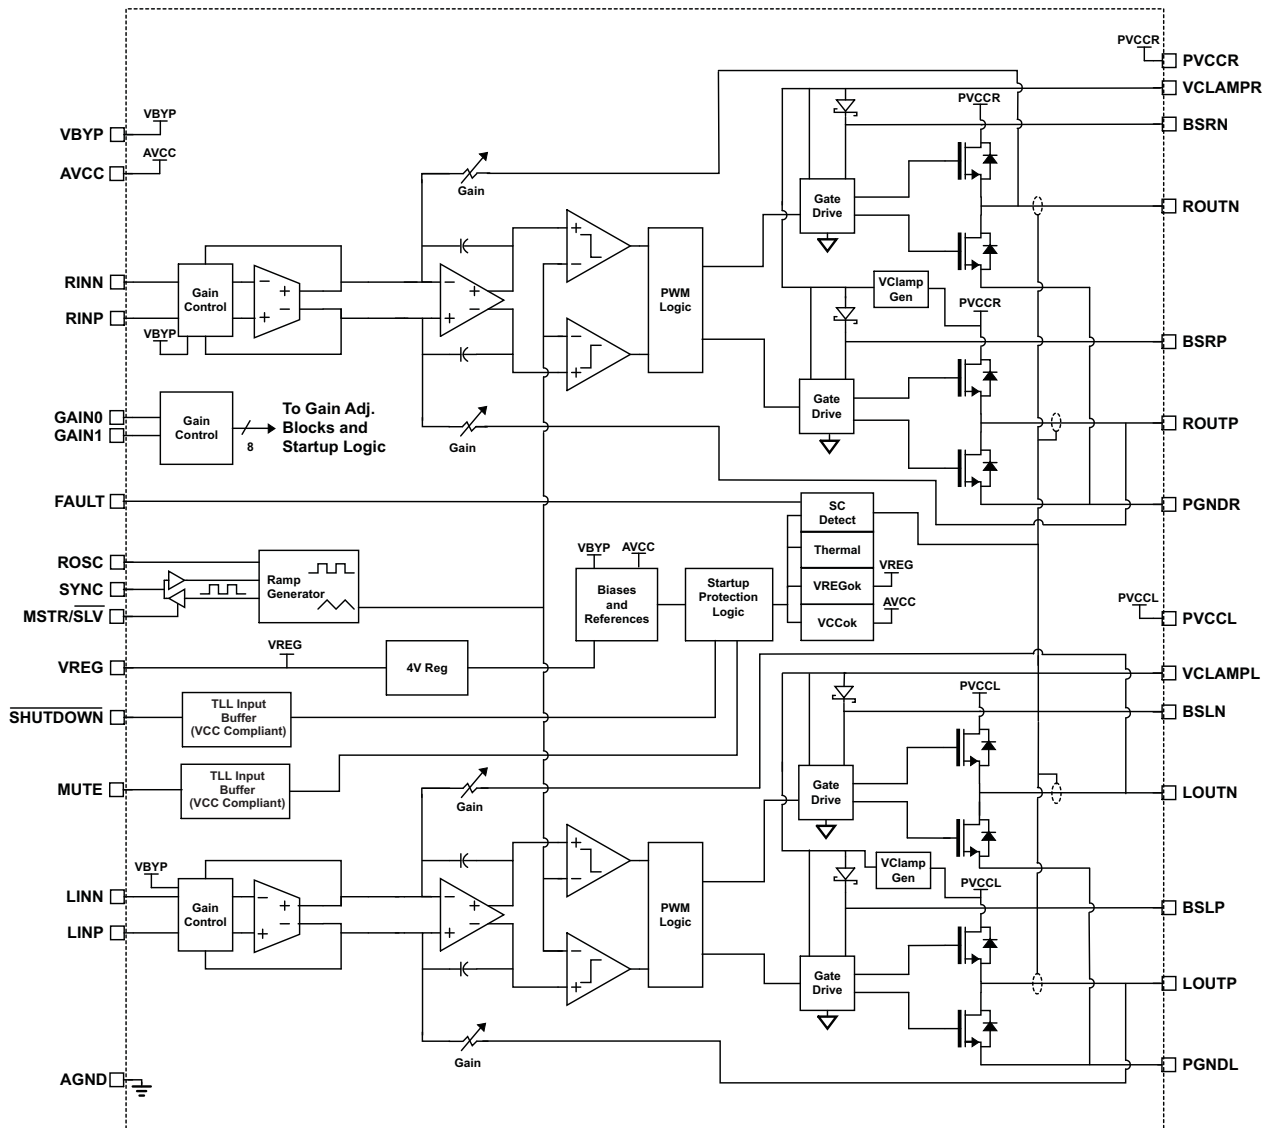 PVCCR
PVCCR
VCLAMPR
VBYP
VBYP
PVCCR
BSRN
AVCC
AVCC
Gain
Gate
Drive
ROUTN
RINN
Gain
Control
PWM
Logic
VClamp
Gen
PVCCR
RINP
VBYP
BSRP
GAIN0
GAIN1
Gain
Control
8
To Gain Adj.
Blocks and
Startup Logic
Gain
Gate
Drive
ROUTP
FAULT
SC
Detect
PGNDR
ROSC
SYNC
MSTR/SLV
Ramp
Generator
VBYP
AVCC
Biases
and
References
Startup
Protection
Logic
Thermal
VREGok
VREG
VCCok
AVCC
PVCCL
PVCCL
VREG
VREG
4V Reg
VCLAMPL
SHUTDOWN
TLL Input
Buffer
(VCC Compliant)
PVCCL
BSLN
MUTE
TLL Input
Buffer
(VCC Compliant)
Gain
Gate
Drive
LOUTN
VBYP
LINN
LINP
Gain
Control
PWM
Logic
VClamp
Gen
PVCCL
BSLP
Gate
Drive
LOUTP
Gain
PGNDL
AGND